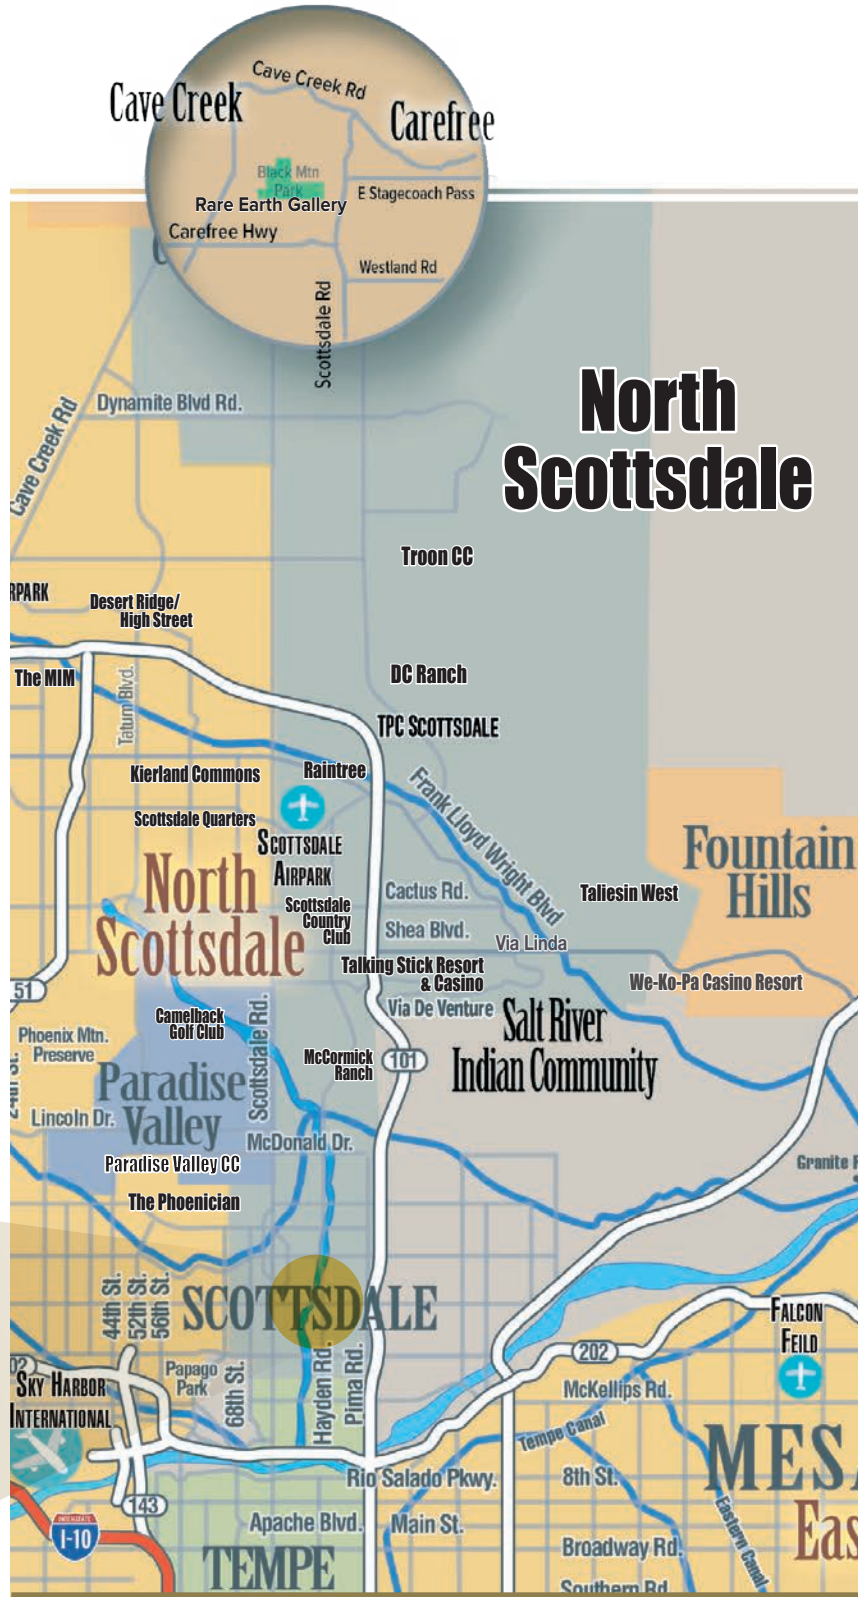 Cave Creek Rd
Cave Creek
Carefree
Black Mtn
Park
E Stagecoach Pass
Rare Earth Gallery
Carefree Hwy
Westland Rd
Scottsdale Rd
North
Scottsdale
Dynamite Blvd Rd.
Cave Creek Rd
Troon CC
RPARK
Desert Ridge/
High Street
The MIM
DC Ranch
Tatum Blvd.
TPC SCOTTSDALE
Kierland Commons
Raintree
Frank Lloyd Wright Blvd
Scottsdale Quarters
SCOTTSDALE
AIRPARK
Fountain
Hills
North
Scottsdale
Cactus Rd.
Taliesin West
Scottsdale
Country
Club
Shea Blvd.
Via Linda
Talking Stick Resort
& Casino
We-Ko-Pa Casino Resort
51
Via De Venture
Salt River
Indian Community
Camelback
Golf Club
Scottsdale Rd.
Phoenix Mtn.
Preserve
McCormick
Ranch
101
24th St.
Paradise
Valley
Lincoln Dr.
McDonald Dr.
Paradise Valley CC
Granite
The Phoenician
44th St.
52th St.
56th St.
SCOTTSDALE
FALCON
FEILD
202
Papago
Park
68th St.
Hayden Rd.
Pima Rd.
McKellips Rd.
SKY HARBOR
INTERNATIONAL
Tempe Canal
MESA
Rio Salado Pkwy.
8th St.
Eastern Canal
143
Eas
INTERSTATE
I-10
Apache Blvd.
Main St.
Broadway Rd.
TEMPE
Southern Rd